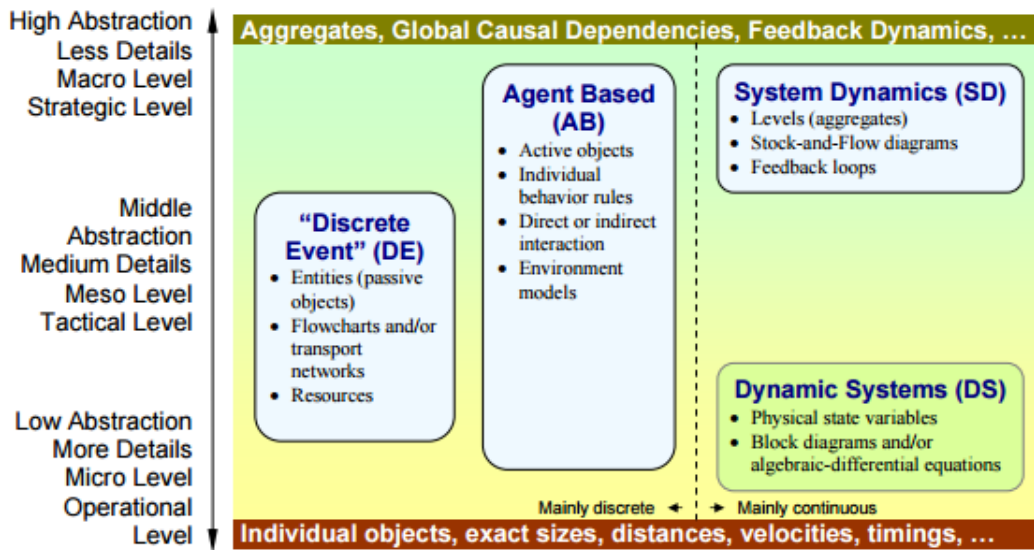 High Abstraction
Less Details
Macro Level
Strategic Level
Middle
Abstraction
Medium Details
Meso Level
Tactical Level
Low Abstraction
More Details
Micro Level
Operational
Level
Aggregates, Global Causal Dependencies, Feedback Dynamics, …
“Discrete
Event” (DE)
• Entities (passive
objects)
• Flowcharts and/or
transport
networks
• Resources
Agent Based
(AB)
• Active objects
• Individual
behavior rules
• Direct or indirect
interaction
• Environment
models
System Dynamics (SD)
• Levels (aggregates)
• Stock-and-Flow diagrams
• Feedback loops
Dynamic Systems (DS)
• Physical state variables
• Block diagrams and/or
algebraic-differential equations
Mainly discrete
Mainly continuous
Individual objects, exact sizes, distances, velocities, timings, …